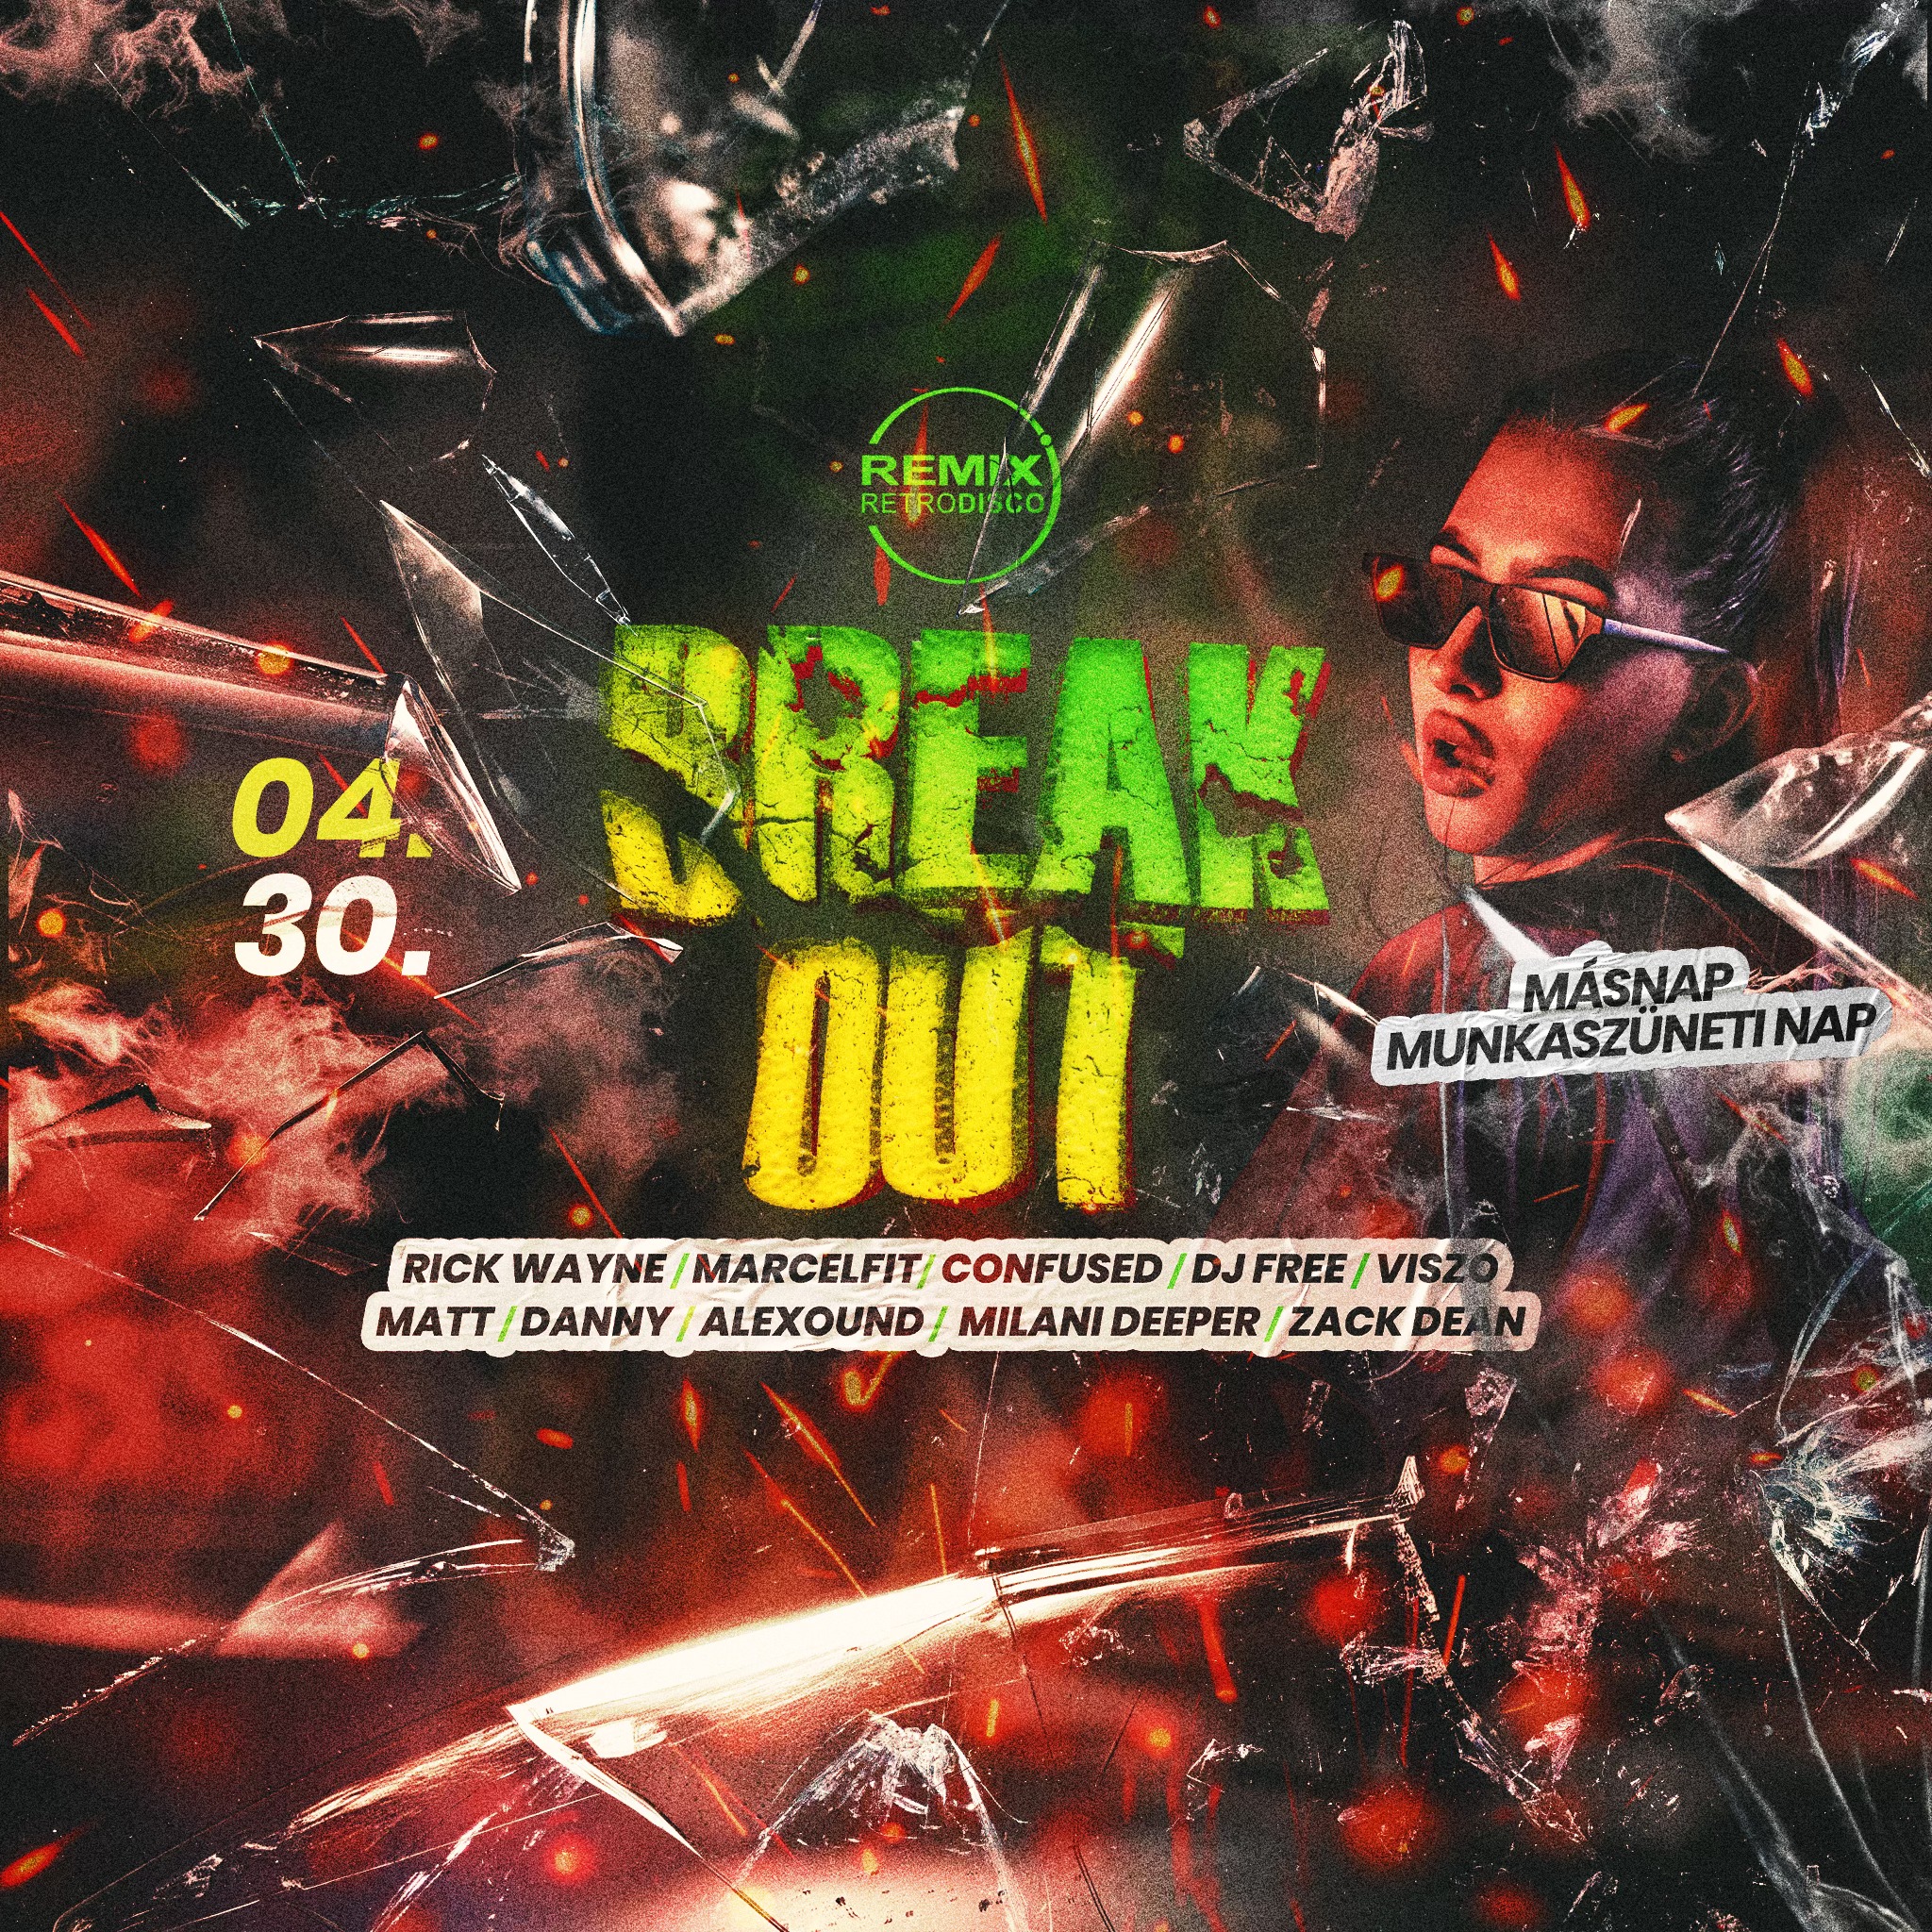 REMIX
RETRODISCO
BREAK
OUT
04.
30.
MÁSNAP
MUNKASZÜNETI NAP
RICK WAYNE / MARCELFIT / CONFUSED / DJ FREE / VISZO
MATT / DANNY / ALEXOUND / MILANI DEEPER / ZACK DEAN